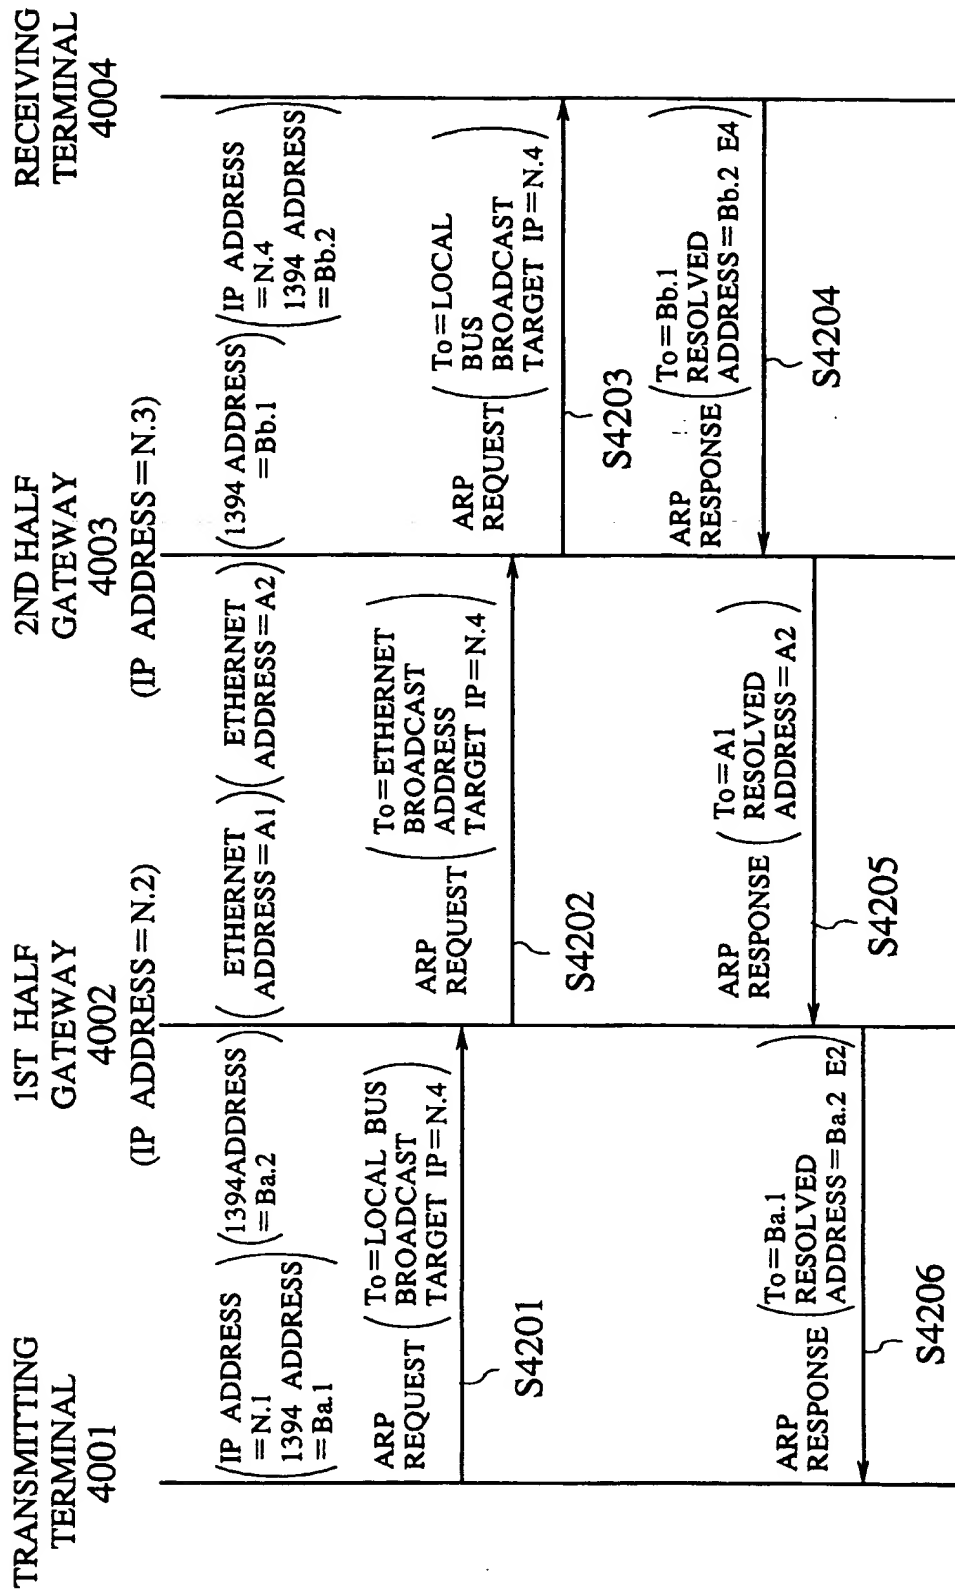 TRANSMITTING
TERMINAL
4001
1ST HALF
GATEWAY
4002
(IP ADDRESS=N.2)
2ND HALF
GATEWAY
4003
(IP ADDRESS=N.3)
RECEIVING
TERMINAL
4004
(IP ADDRESS
=N.1
1394 ADDRESS
=Ba.1)
(1394ADDRESS
=Ba.2)
(ETHERNET
ADDRESS=A1)
(ETHERNET
ADDRESS=A2)
(1394 ADDRESS
=Bb.1)
(IP ADDRESS
=N.4
1394 ADDRESS
=Bb.2)
ARP
REQUEST
(To=LOCAL BUS
BROADCAST
TARGET IP=N.4)
S4201
ARP
REQUEST
(To=ETHERNET
BROADCAST
ADDRESS
TARGET IP=N.4)
S4202
ARP
REQUEST
(To=LOCAL
BUS
BROADCAST
TARGET IP=N.4)
S4203
ARP
RESPONSE
(To=Bb.1
RESOLVED
ADDRESS=Bb.2 E4)
S4204
ARP
RESPONSE
(To=A1
RESOLVED
ADDRESS=A2)
S4205
ARP
RESPONSE
(To=Ba.1
RESOLVED
ADDRESS=Ba.2 E2)
S4206